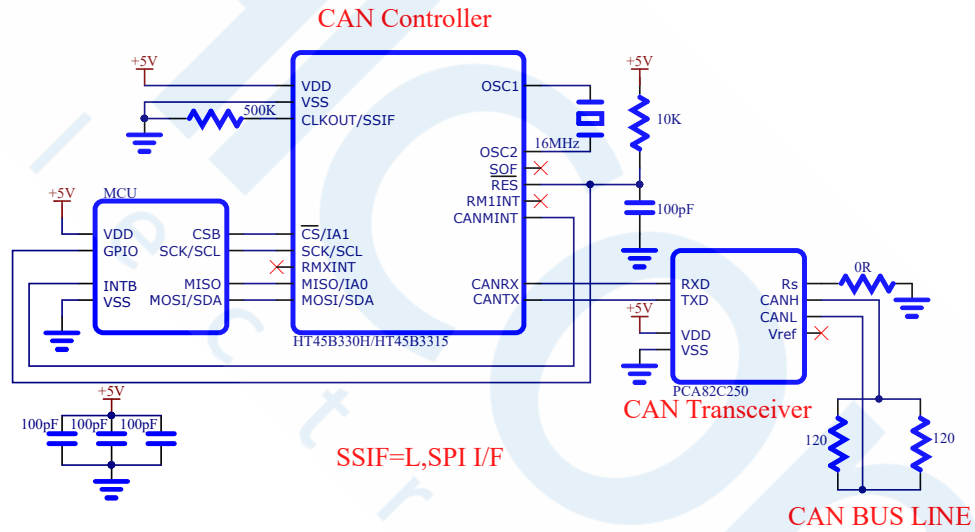 CAN Controller
+5V
500K
VDD
VSS
CLKOUT/SSIF
OSC1
OSC2
16MHz
SOF
RES
RM1INT
CANMINT
+5V
10K
100pF
+5V
MCU
VDD
GPIO
INTB
VSS
CSB
SCK/SCL
MISO
MOSI/SDA
CS/IA1
SCK/SCL
RMXINT
MISO/IA0
MOSI/SDA
CANRX
CANTX
HT45B330H/HT45B3315
+5V
RXD
TXD
VDD
VSS
Rs
CANH
CANL
Vref
0R
PCA82C250
CAN Transceiver
+5V
100pF
100pF
100pF
SSIF=L,SPI I/F
120
120
CAN BUS LINE